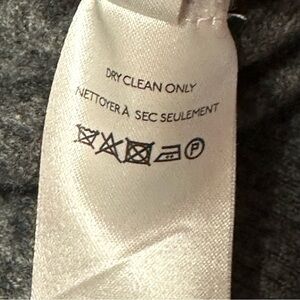 DRY CLEAN ONLY
NETTOYER À SEC SEULEMENT
P